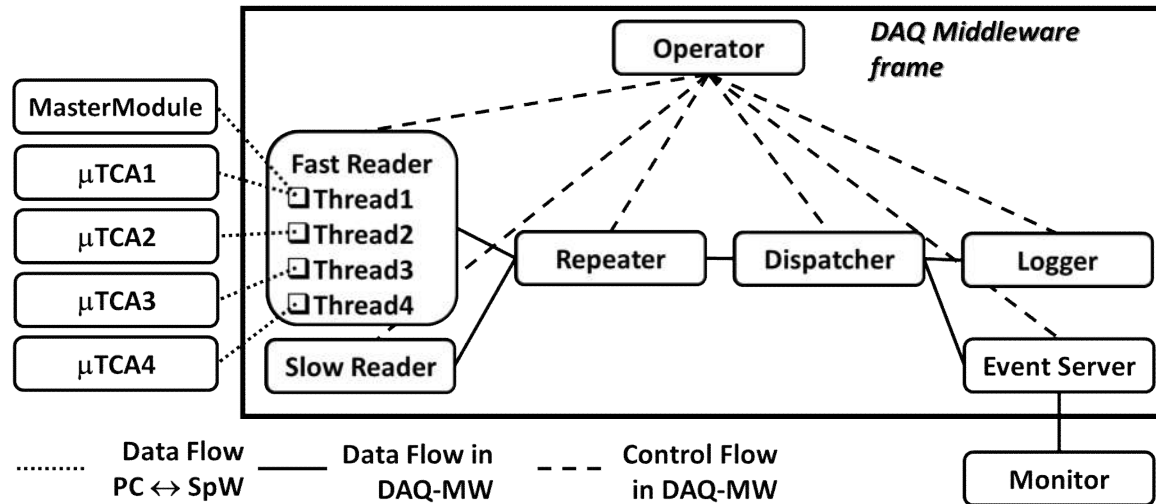 Operator
DAQ Middleware
frame
MasterModule
μTCA1
μTCA2
μTCA3
μTCA4
Fast Reader
❑Thread1
❑Thread2
❑Thread3
❑Thread4
Slow Reader
Repeater
Dispatcher
Logger
Event Server
Monitor
Data Flow
PC ↔ SpW
Data Flow in
DAQ-MW
Control Flow
in DAQ-MW